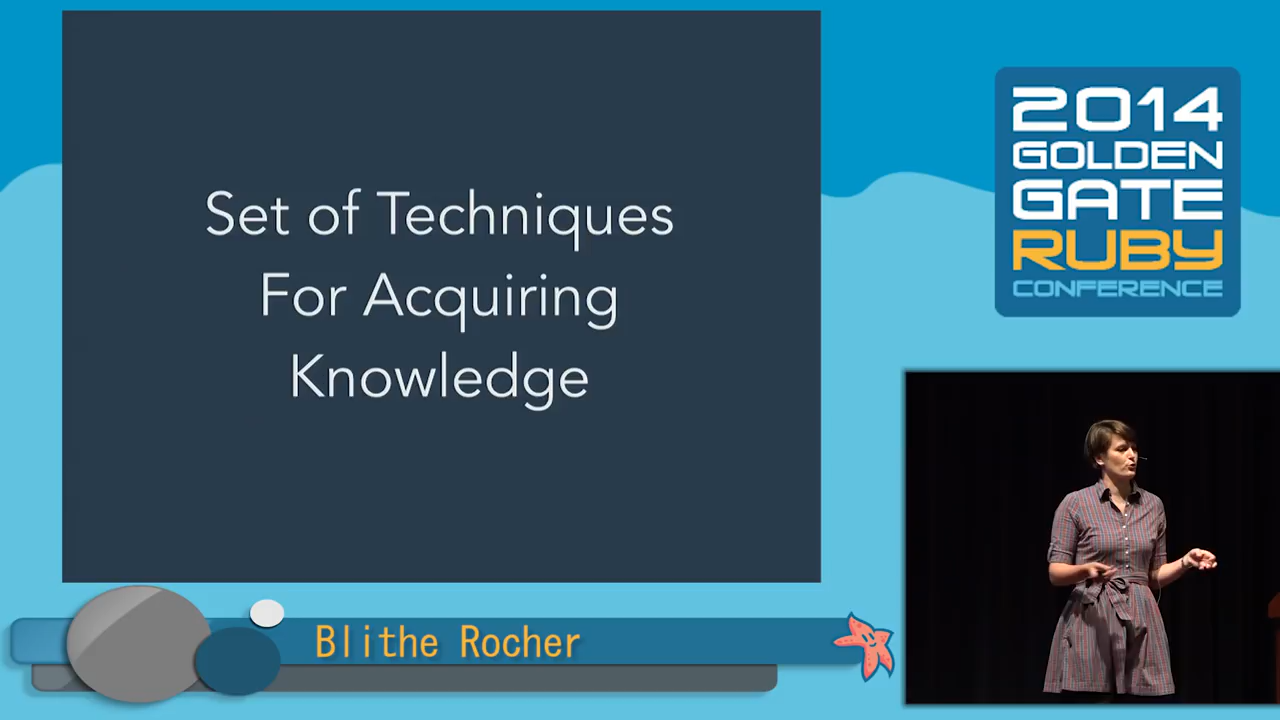 Set of Techniques
For Acquiring
Knowledge
2014
GOLDEN
GATE
RUBY
CONFERENCE
Blithe Rocher